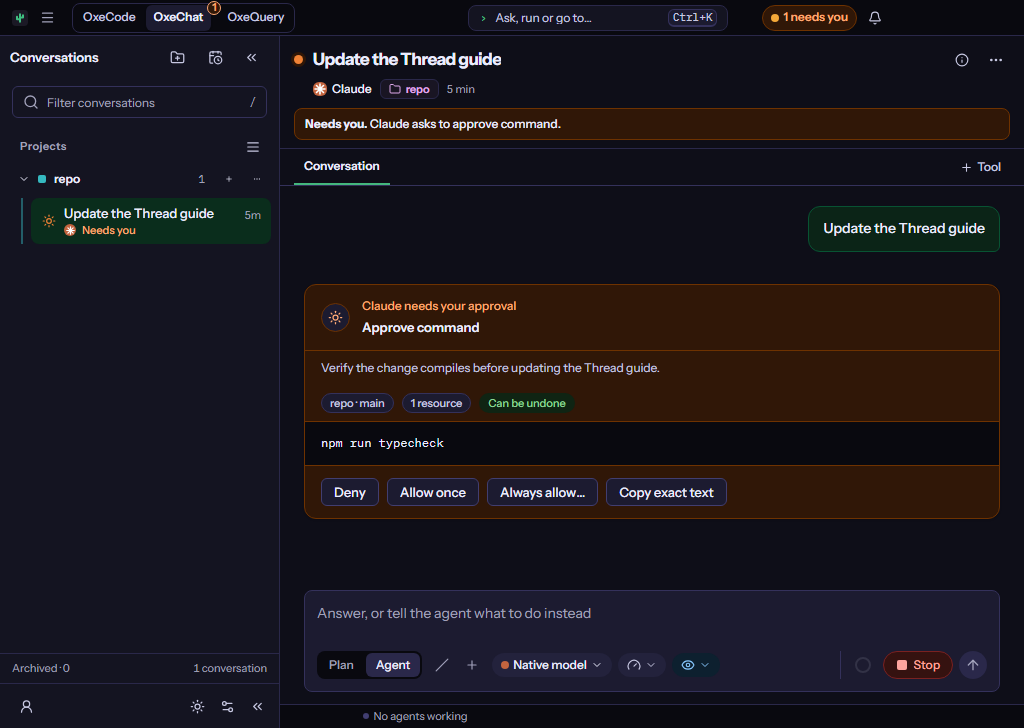 OxeCode
OxeChat
1
OxeQuery
Ask, run or go to...
Ctrl+K
1 needs you
Conversations
Filter conversations
/
Projects
repo
1
Update the Thread guide
5m
Needs you
Archived · 0
1 conversation
Update the Thread guide
Claude
repo
5 min
Needs you. Claude asks to approve command.
Conversation
+ Tool
Update the Thread guide
Claude needs your approval
Approve command
Verify the change compiles before updating the Thread guide.
repo · main
1 resource
Can be undone
npm run typecheck
Deny
Allow once
Always allow...
Copy exact text
Answer, or tell the agent what to do instead
Plan
Agent
Native model
Stop
No agents working